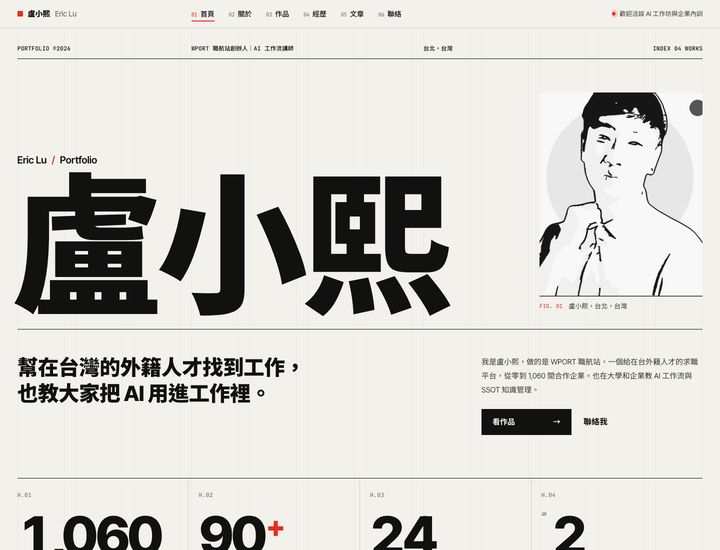 盧小熙 Eric Lu
01 首頁 02 關於 03 作品 04 經歷 05 文章 06 聯絡
歡迎洽談 AI 工作坊與企業內訓
PORTFOLIO ©2026
WPORT 職航站創辦人｜AI 工作流講師
台北，台灣
INDEX 04 WORKS
Eric Lu / Portfolio
盧小熙
FIG. 01 盧小熙，台北，台灣
幫在台灣的外籍人才找到工作，
也教大家把 AI 用進工作裡。
我是盧小熙，做的是 WPORT 職航站，一個給在台外籍人才的求職
平台，從零到 1,060 間合作企業。也在大學和企業教 AI 工作流與
SSOT 知識管理。
看作品 →
聯絡我
H.01
1,060
H.02
90+
H.03
24
H.04
≈2